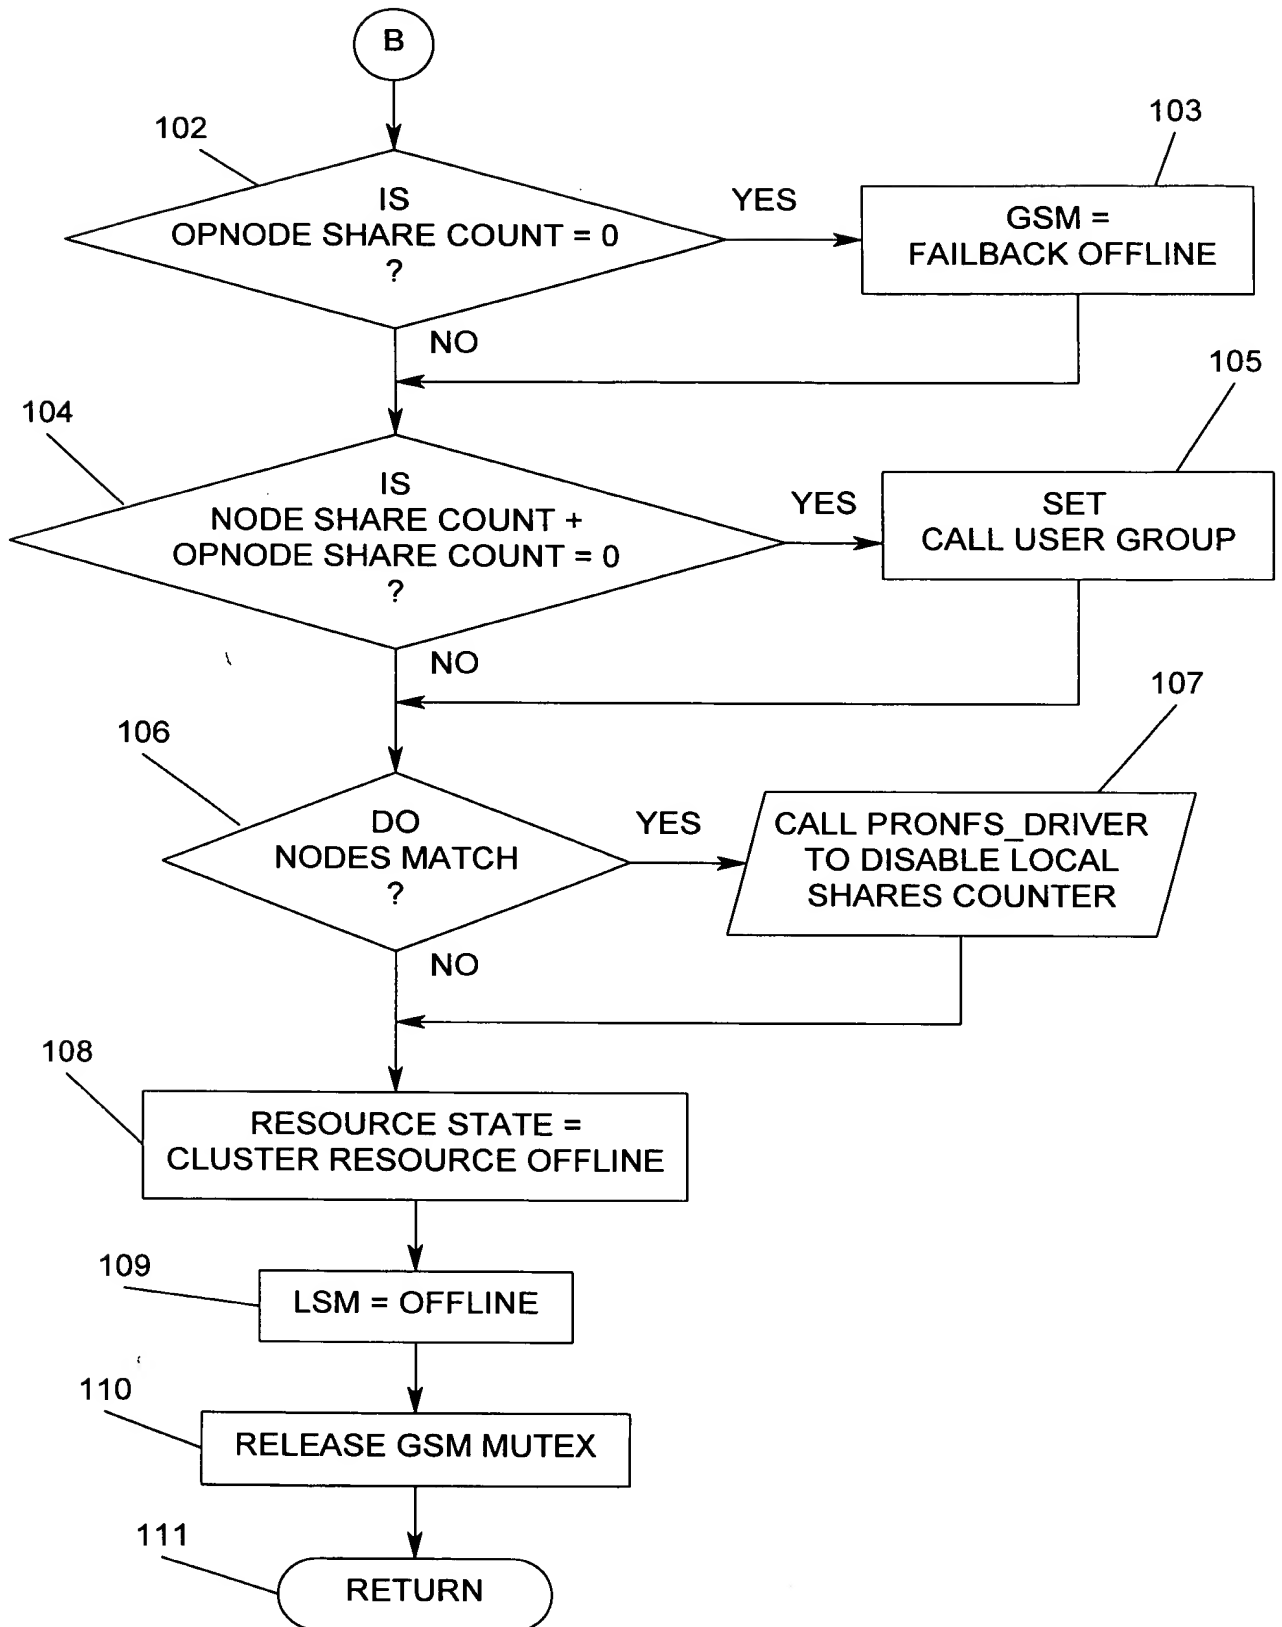 B
102
103
IS
OPNODE SHARE COUNT = 0
?
YES
GSM =
FAILBACK OFFLINE
NO
104
105
IS
NODE SHARE COUNT +
OPNODE SHARE COUNT = 0
?
YES
SET
CALL USER GROUP
NO
106
107
DO
NODES MATCH
?
YES
CALL PRONFS_DRIVER
TO DISABLE LOCAL
SHARES COUNTER
NO
108
RESOURCE STATE =
CLUSTER RESOURCE OFFLINE
109
LSM = OFFLINE
110
RELEASE GSM MUTEX
111
RETURN